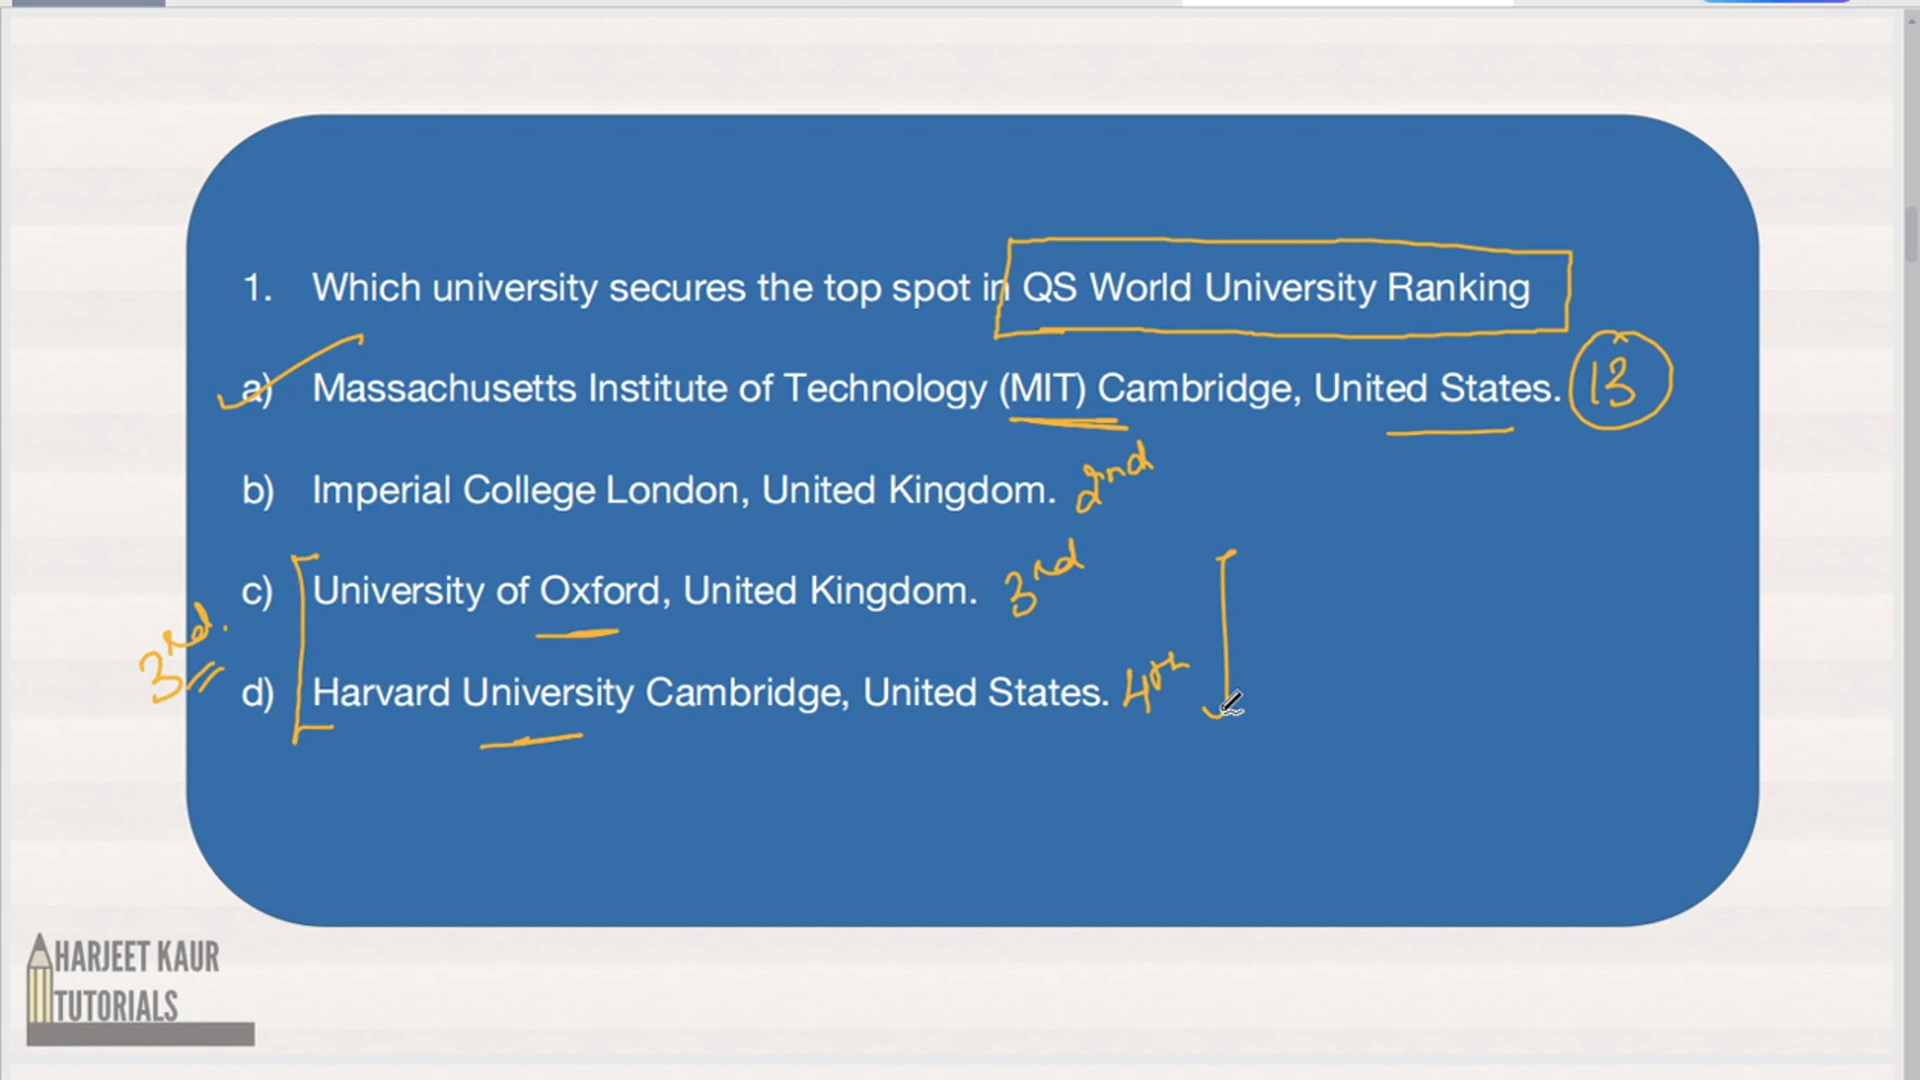 1. Which university secures the top spot in QS World University Ranking
a) Massachusetts Institute of Technology (MIT) Cambridge, United States. 13
b) Imperial College London, United Kingdom. 2nd
c) University of Oxford, United Kingdom. 3rd
3rd.
d) Harvard University Cambridge, United States. 4th
HARJEET KAUR
TUTORIALS